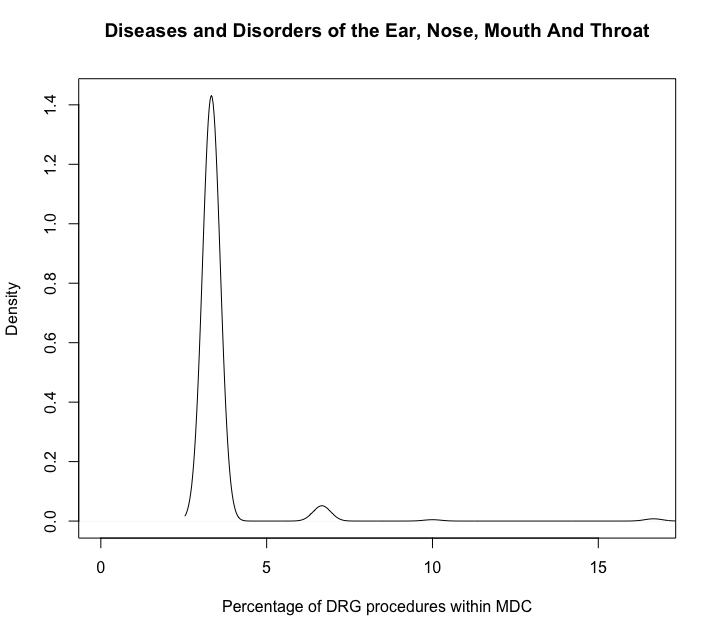 Diseases and Disorders of the Ear, Nose, Mouth And Throat
Density
1.4
1.2
1.0
0.8
0.6
0.4
0.2
0.0
0 5 10 15
Percentage of DRG procedures within MDC